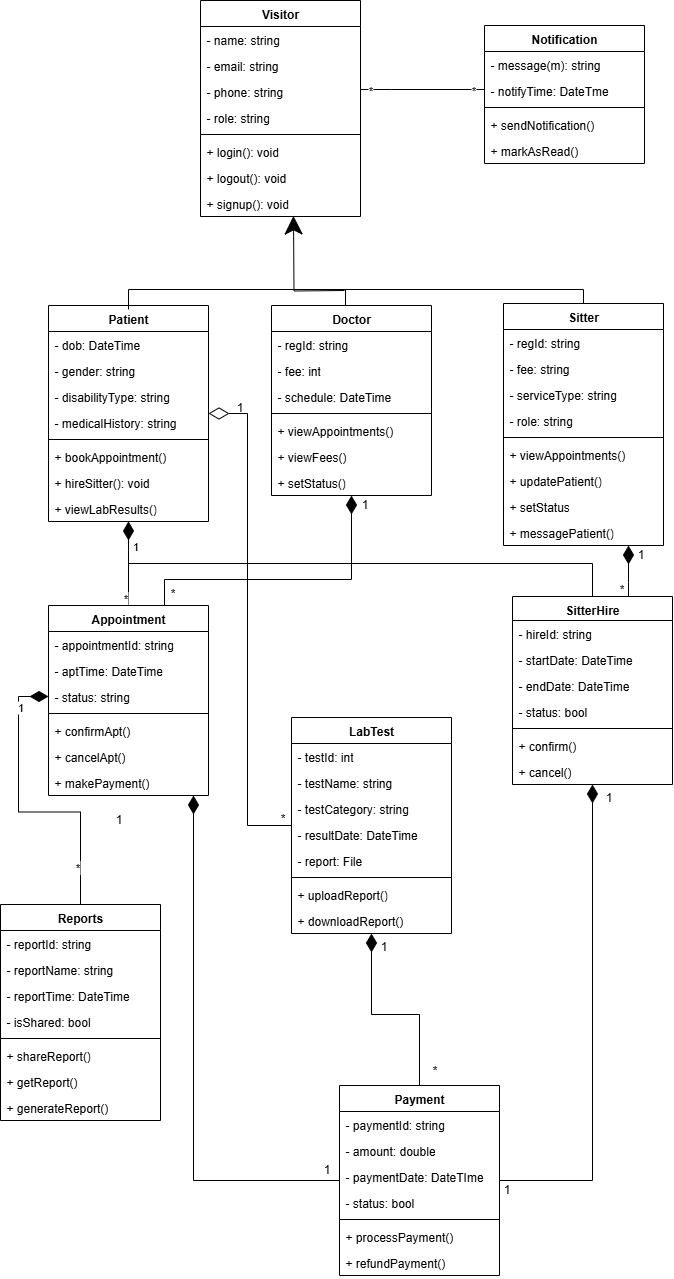 Visitor
- name: string
- email: string
- phone: string
- role: string
+ login(): void
+ logout(): void
+ signup(): void
Notification
- message(m): string
- notifyTime: DateTme
+ sendNotification()
+ markAsRead()
*
*
Patient
- dob: DateTime
- gender: string
- disabilityType: string
- medicalHistory: string
+ bookAppointment()
+ hireSitter(): void
+ viewLabResults()
1
Doctor
- regId: string
- fee: int
- schedule: DateTime
+ viewAppointments()
+ viewFees()
+ setStatus()
Sitter
- regId: string
- fee: string
- serviceType: string
- role: string
+ viewAppointments()
+ updatePatient()
+ setStatus
+ messagePatient()
1
1
1
*
*
*
Appointment
- appointmentId: string
- aptTime: DateTime
- status: string
+ confirmApt()
+ cancelApt()
+ makePayment()
SitterHire
- hireId: string
- startDate: DateTime
- endDate: DateTime
- status: bool
+ confirm()
+ cancel()
1
1
1
*
LabTest
- testId: int
- testName: string
- testCategory: string
- resultDate: DateTime
- report: File
+ uploadReport()
+ downloadReport()
*
Reports
- reportId: string
- reportName: string
- reportTime: DateTime
- isShared: bool
+ shareReport()
+ getReport()
+ generateReport()
1
*
1
1
Payment
- paymentId: string
- amount: double
- paymentDate: DateTIme
- status: bool
+ processPayment()
+ refundPayment()